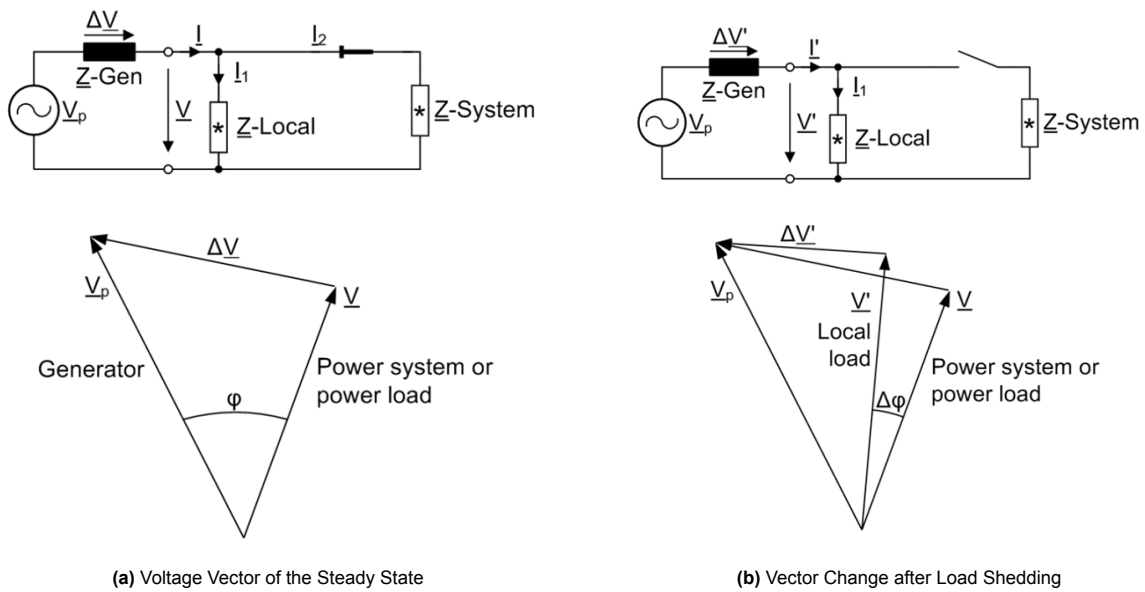 ΔV
I
I2
Z-Gen
I1
Vp
V
*
Z-Local
*
Z-System
ΔV
Vp
V
Generator
Power system or
power load
φ
(a) Voltage Vector of the Steady State
ΔV'
I'
Z-Gen
I1
Vp
V'
*
Z-Local
*
Z-System
ΔV'
Vp
V'
V
Local
load
Power system or
power load
Δφ
(b) Vector Change after Load Shedding